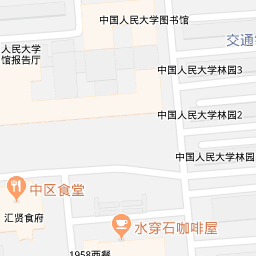 中国人民大学图书馆
交通
人民大学
馆报告厅
中国人民大学林园3
中国人民大学林园2
中国人民大学林园
中区食堂
汇贤食府
水穿石咖啡屋
1958西餐